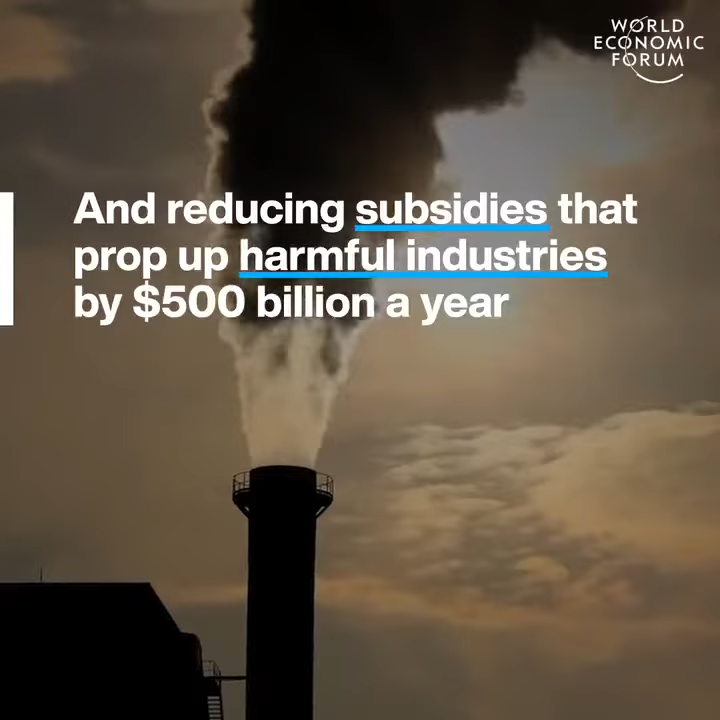 WORLD
ECONOMIC
FORUM
And reducing subsidies that
prop up harmful industries
by $500 billion a year